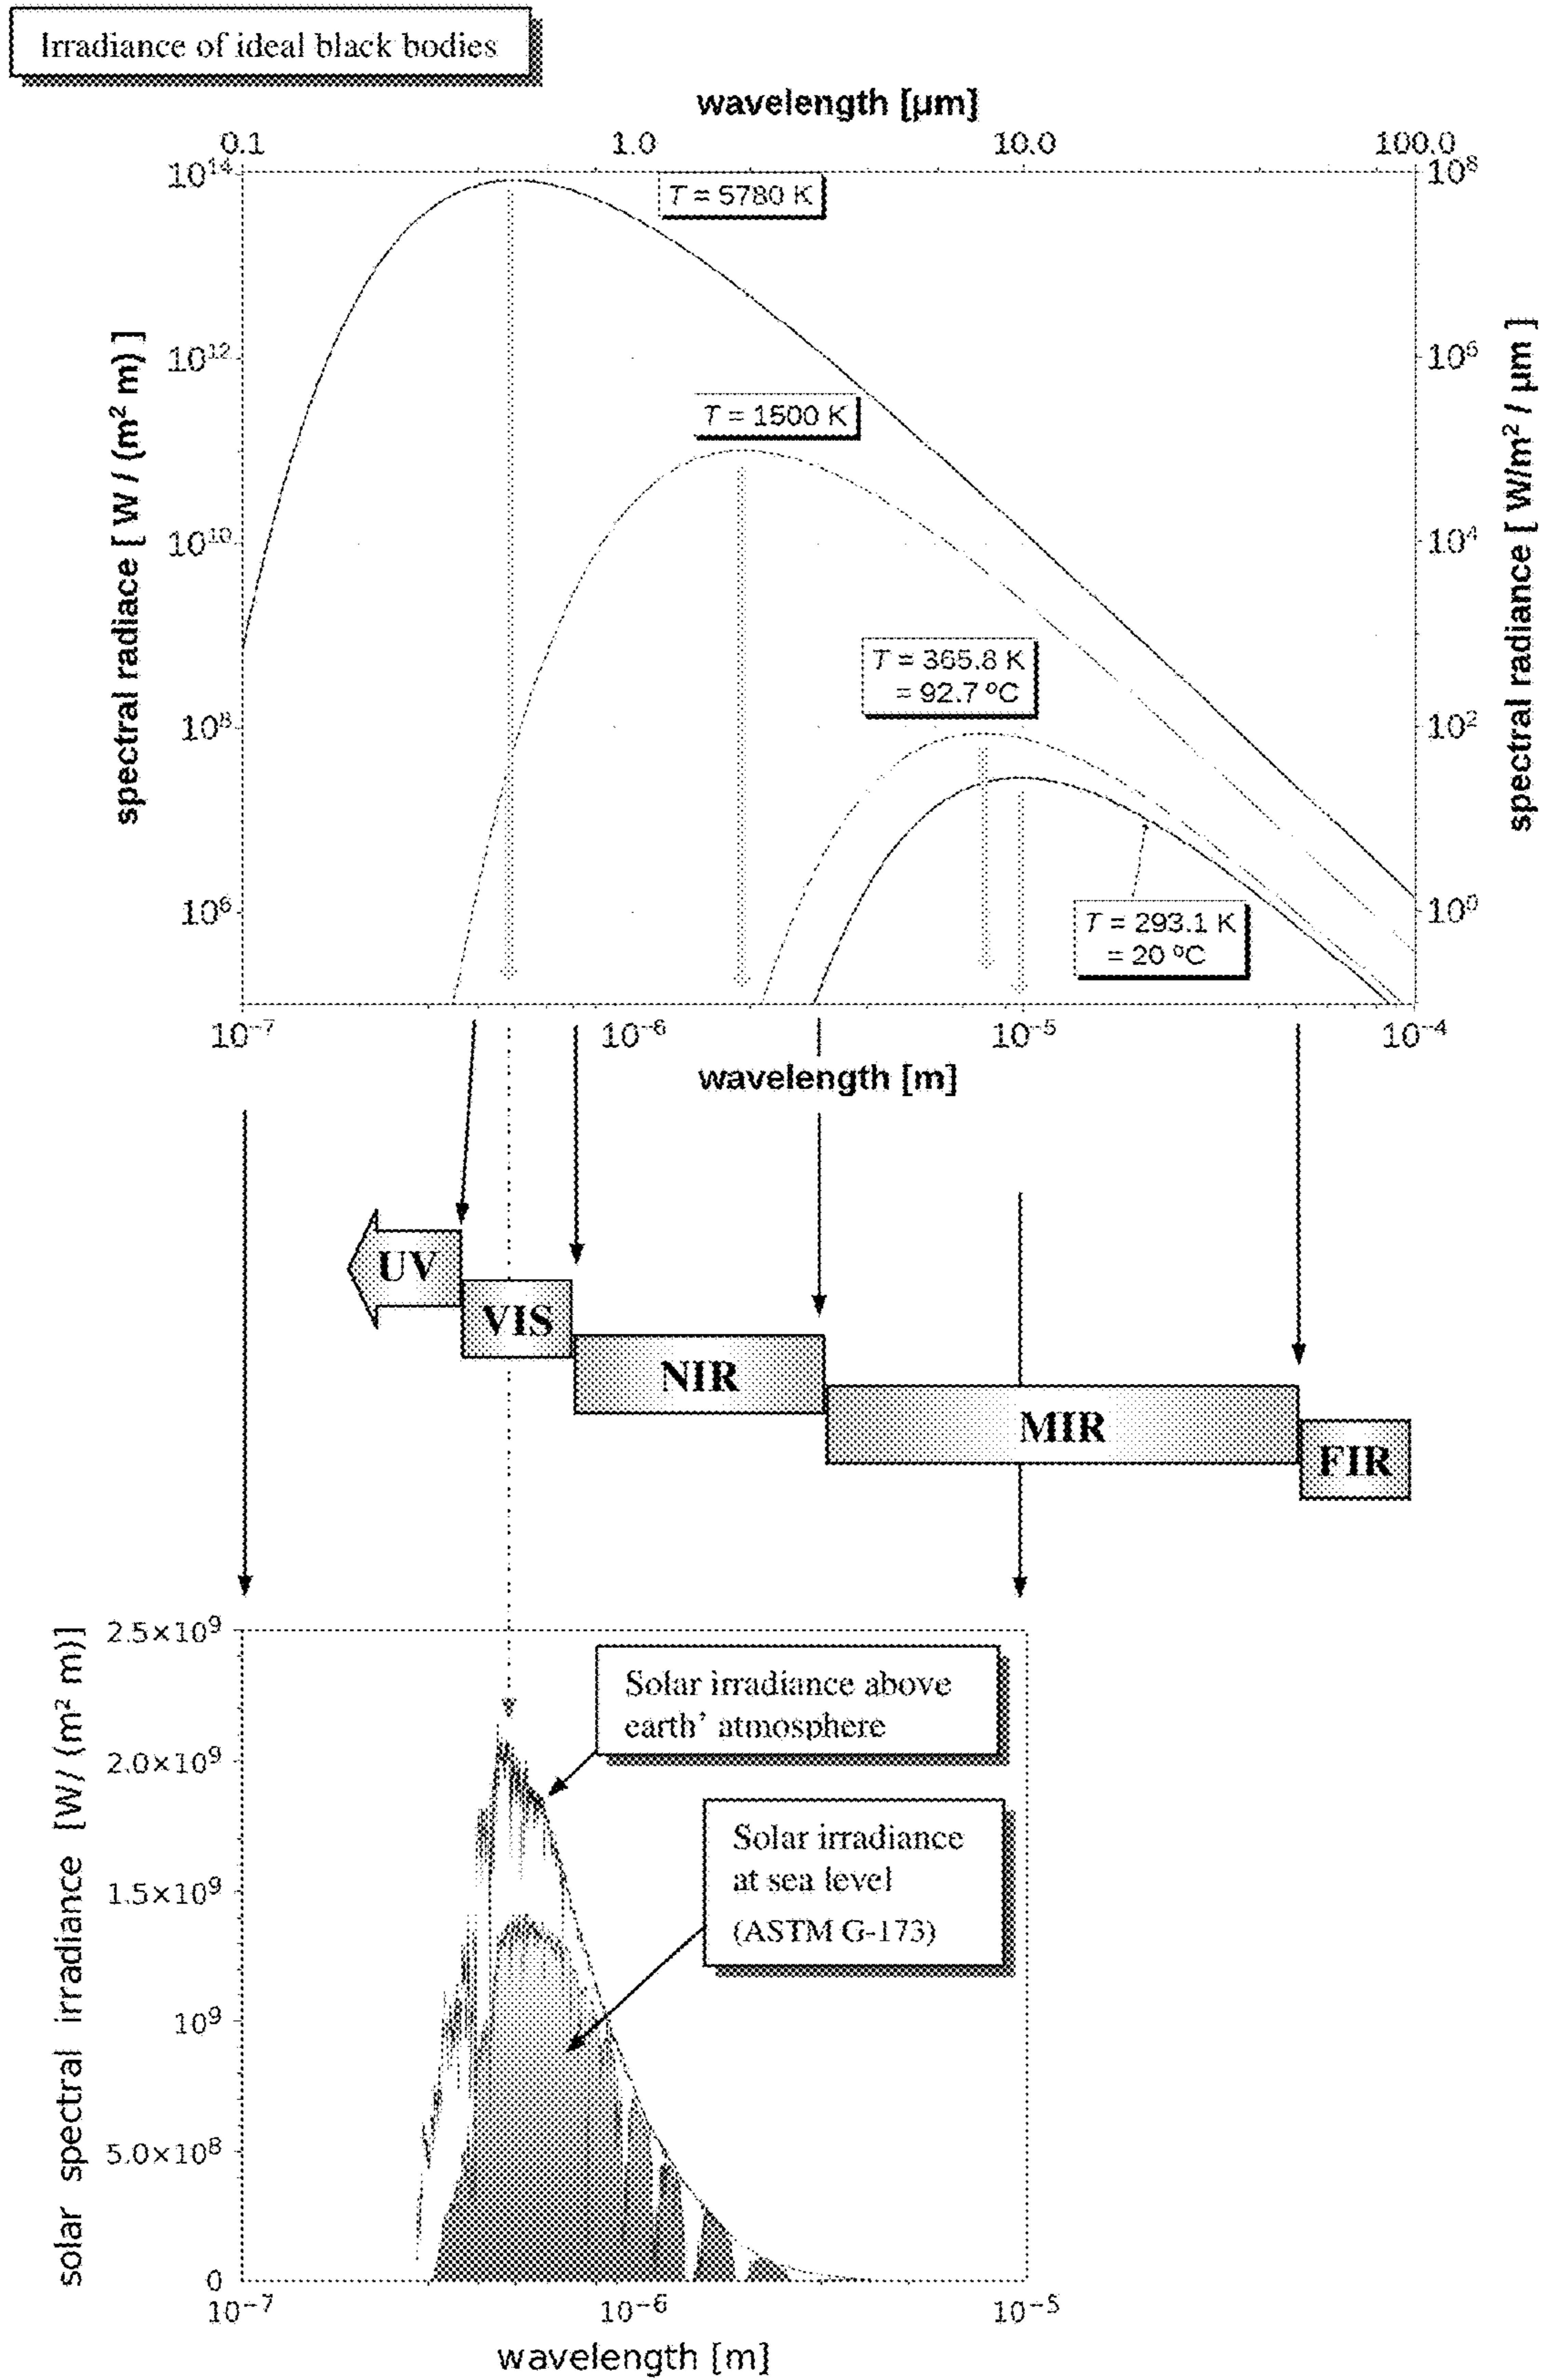 Irradiance of ideal black bodies
wavelength [µm]
0.1 1.0 10.0 100.0
10¹⁴ 10⁸
T = 5780 K
10¹² 10⁶
T = 1500 K
10¹⁰ 10⁴
T = 365.8 K
= 92.7 ºC
10⁸ 10²
T = 293.1 K
= 20 ºC
10⁶ 10⁰
spectral radiace [ W / (m² m) ]
spectral radiance [ W/m² / µm ]
10⁻⁷ 10⁻⁶ 10⁻⁵ 10⁻⁴
wavelength [m]
UV
VIS
NIR
MIR
FIR
solar spectral irradiance [W/ (m² m)]
2.5×10⁹
Solar irradiance above
earth’ atmosphere
2.0×10⁹
Solar irradiance
at sea level
(ASTM G-173)
1.5×10⁹
10⁹
5.0×10⁸
0
10⁻⁷ 10⁻⁶ 10⁻⁵
wavelength [m]